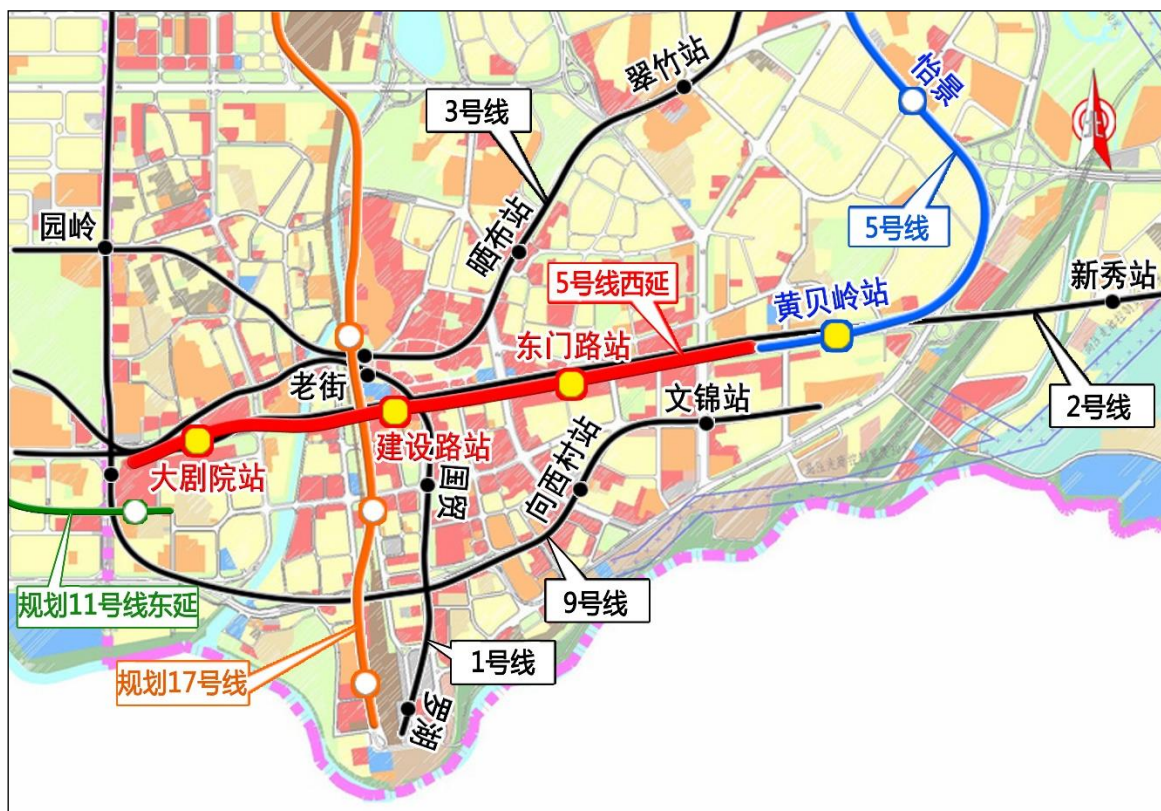 翠竹站
怡景
3号线
北
园岭
晒布站
5号线
5号线西延
黄贝岭站
新秀站
东门路站
老街
文锦站
2号线
建设路站
大剧院站
国贸
向西村站
规划11号线东延
9号线
规划17号线
1号线
罗湖